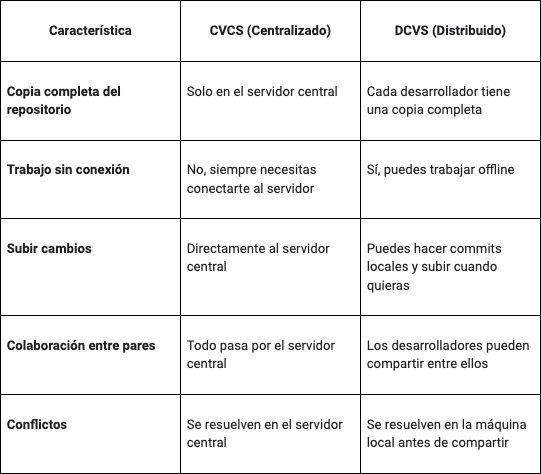 Característica
CVCS (Centralizado)
DCVS (Distribuido)
Copia completa del
repositorio
Solo en el servidor central
Cada desarrollador tiene
una copia completa
Trabajo sin conexión
No, siempre necesitas
conectarte al servidor
Sí, puedes trabajar offline
Subir cambios
Directamente al servidor
central
Puedes hacer commits
locales y subir cuando
quieras
Colaboración entre pares
Todo pasa por el servidor
central
Los desarrolladores pueden
compartir entre ellos
Conflictos
Se resuelven en el servidor
central
Se resuelven en la máquina
local antes de compartir